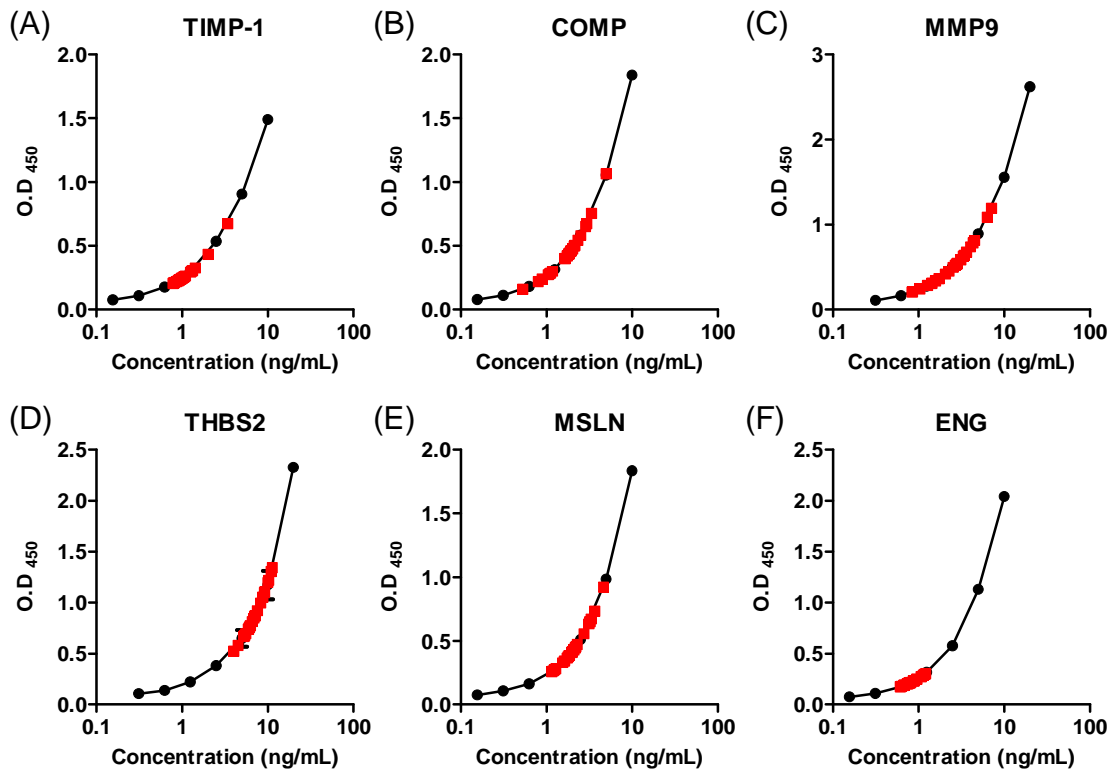 (A) TIMP-1
2.0
1.5
1.0
0.5
0.0
O.D 450
0.1 1 10 100
Concentration (ng/mL)
(B) COMP
2.0
1.5
1.0
0.5
0.0
O.D 450
0.1 1 10 100
Concentration (ng/mL)
(C) MMP9
3
2
1
0
O.D 450
0.1 1 10 100
Concentration (ng/mL)
(D) THBS2
2.5
2.0
1.5
1.0
0.5
0.0
O.D 450
0.1 1 10 100
Concentration (ng/mL)
(E) MSLN
2.0
1.5
1.0
0.5
0.0
O.D 450
0.1 1 10 100
Concentration (ng/mL)
(F) ENG
2.5
2.0
1.5
1.0
0.5
0.0
O.D 450
0.1 1 10 100
Concentration (ng/mL)